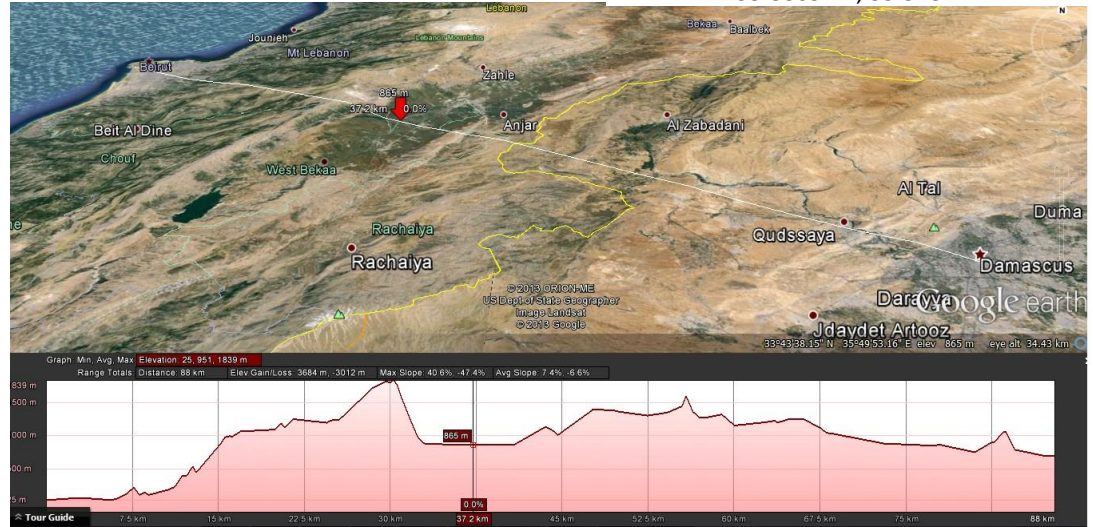 N
Lebanon
Bekaa
Baalbek
Jounieh
Lebanon Mountains
Mt Lebanon
Beirut
Zahle
865 m
37.2 km 0.0%
Anjar
Al Zabadani
Beit Al Dine
Chouf
West Bekaa
Al Tal
Duma
Rachaiya
Qudssaya
Rachaiya
Damascus
© 2013 ORION-ME
US Dept of State Geographer
Image Landsat
© 2013 Google
Darayya
Google earth
Jdaydet Artooz
33°43'38.15" N 35°49'53.16" E elev 865 m eye alt 34.43 km
Graph: Min, Avg, Max Elevation: 25, 951, 1839 m
Range Totals: Distance: 88 km Elev Gain/Loss: 3684 m, -3012 m Max Slope: 40.6%, -47.4% Avg Slope: 7.4%, -6.6%
839 m
500 m
000 m
865 m
500 m
25 m
0.0%
Tour Guide
7.5 km 15 km 22.5 km 30 km 37.2 km 45 km 52.5 km 60 km 67.5 km 75 km 88 km